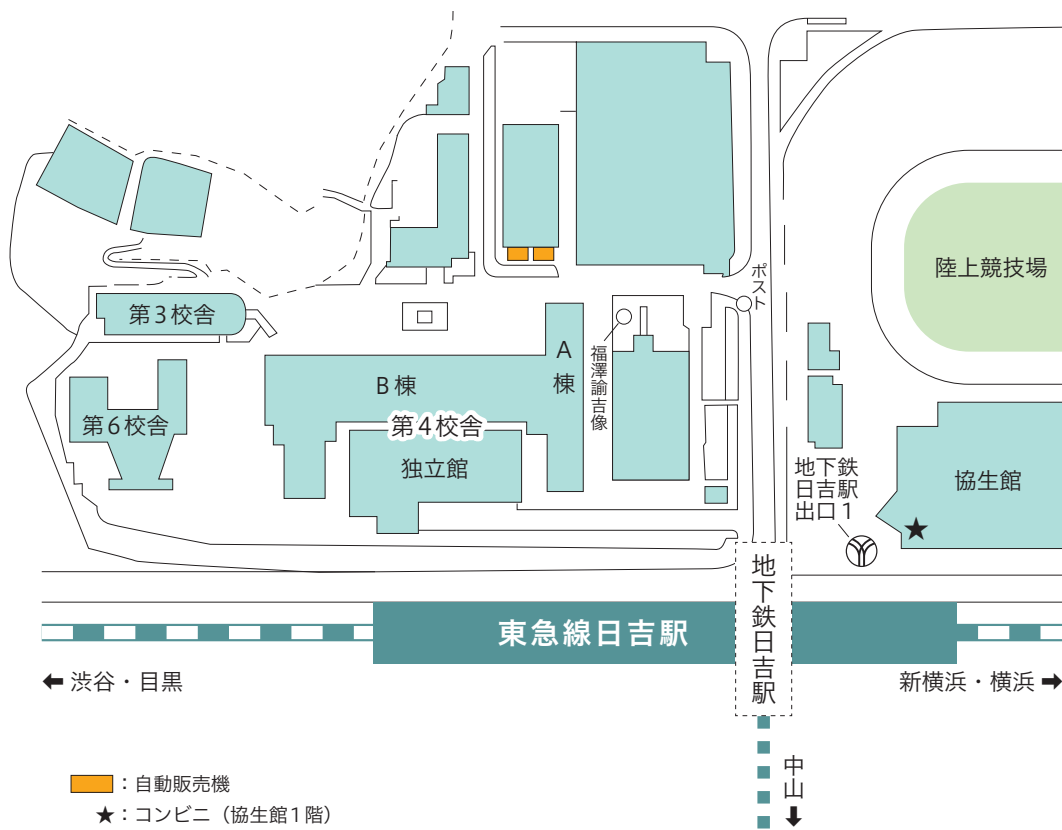 陸上競技場
ポスト
第3校舎
A棟
福澤諭吉像
B棟
第6校舎
第4校舎
独立館
地下鉄
日吉駅
出口1
協生館
★
地下鉄日吉駅
東急線日吉駅
← 渋谷・目黒
新横浜・横浜 →
中山 ↓
：自動販売機
★：コンビニ（協生館1階）